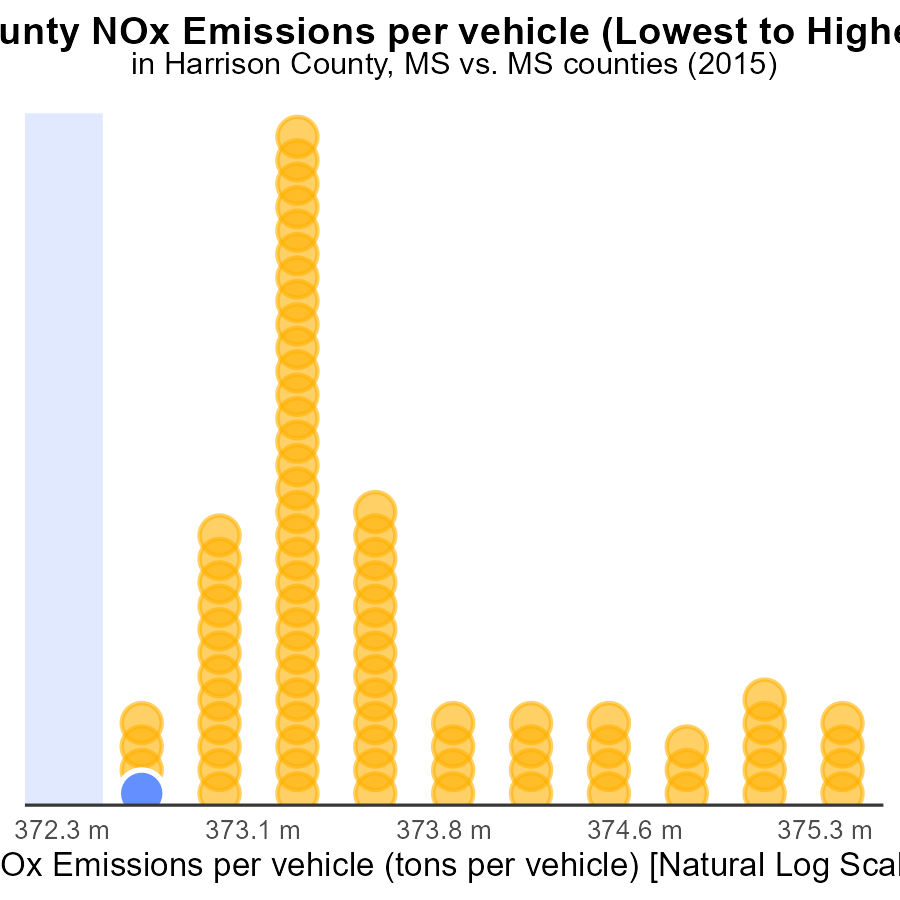 unty NOx Emissions per vehicle (Lowest to Highe
in Harrison County, MS vs. MS counties (2015)
372.3 m 373.1 m 373.8 m 374.6 m 375.3 m
Ox Emissions per vehicle (tons per vehicle) [Natural Log Scal